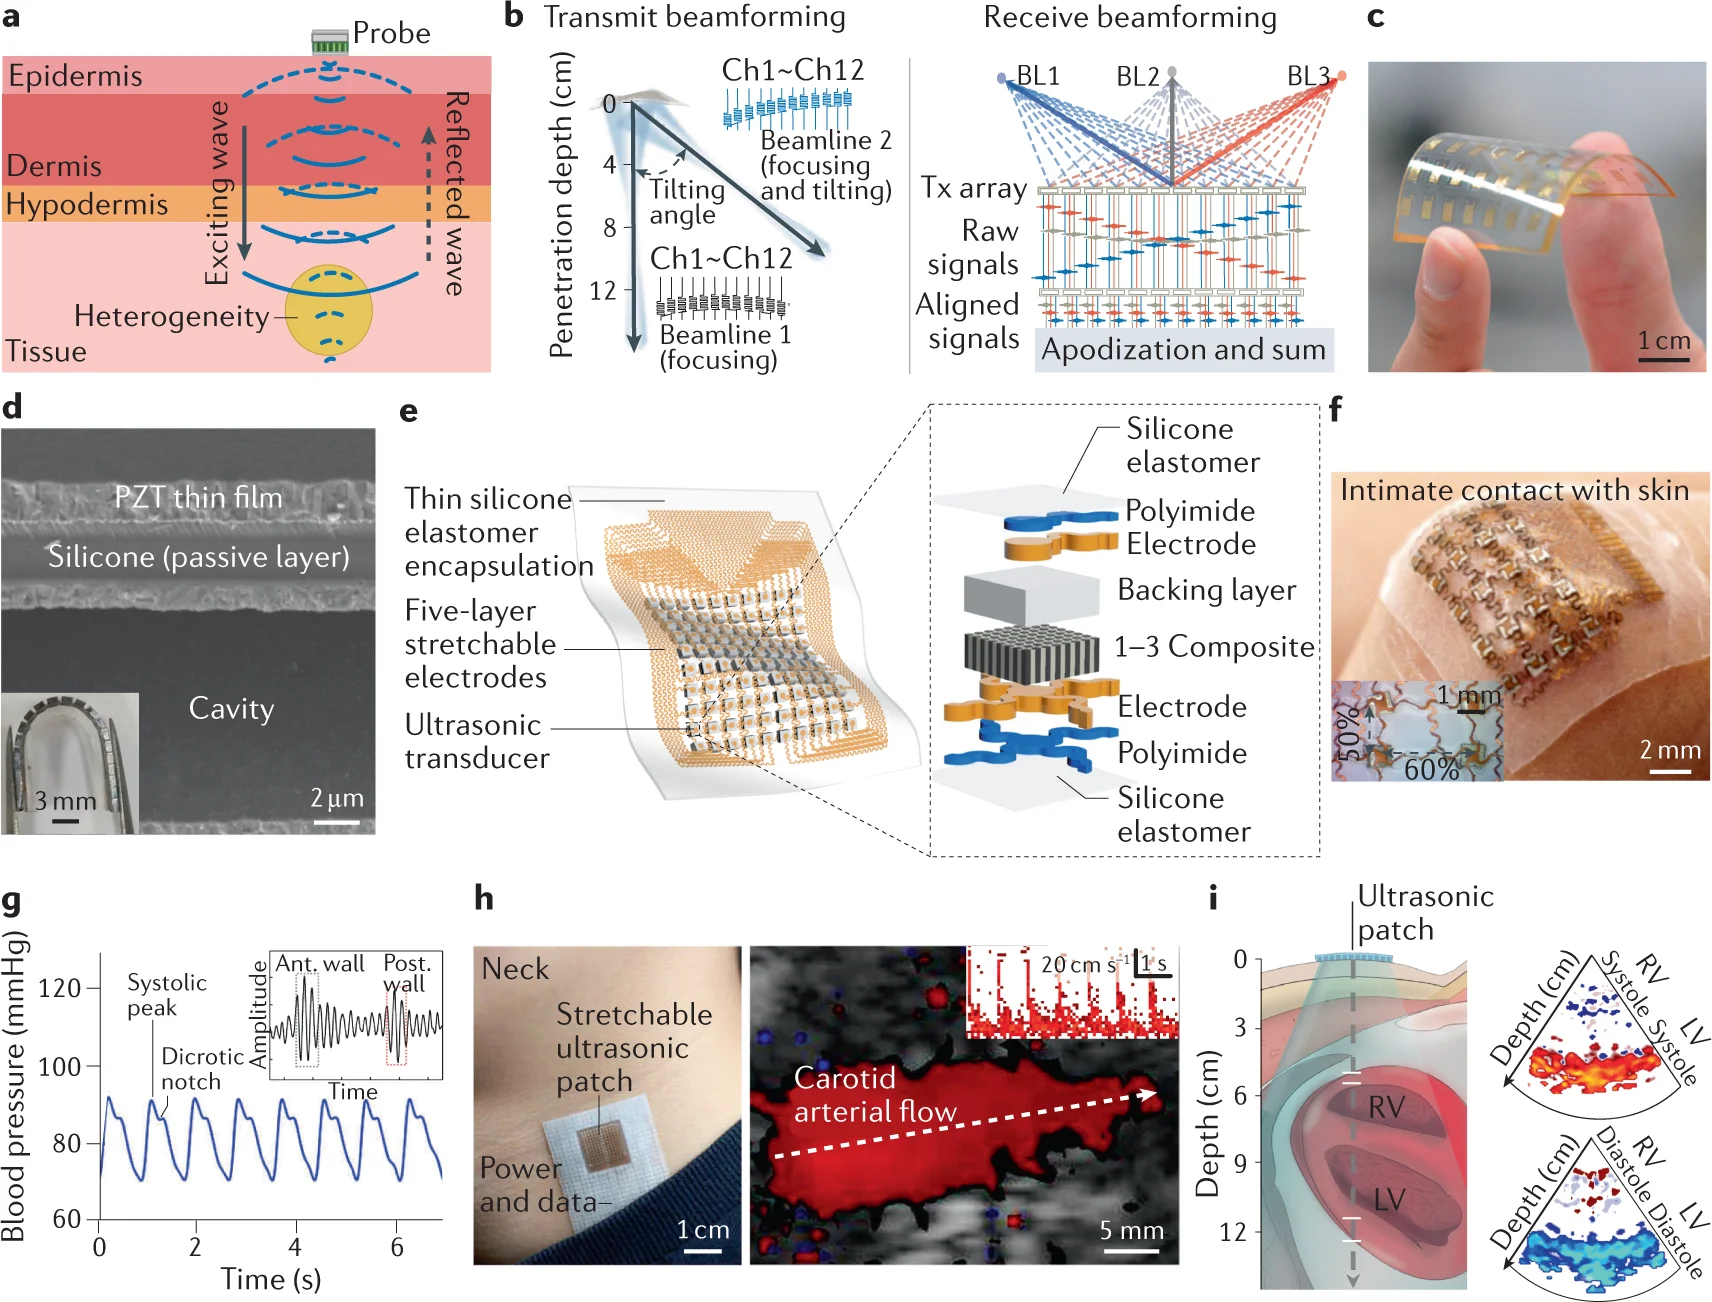 a
Probe
Epidermis
Dermis
Hypodermis
Exciting wave
Reflected wave
Heterogeneity
Tissue
b
Transmit beamforming
Penetration depth (cm)
0
4
8
12
Ch1~Ch12
Beamline 2
(focusing
and tilting)
Tilting
angle
Ch1~Ch12
Beamline 1
(focusing)
Receive beamforming
BL1
BL2
BL3
Tx array
Raw
signals
Aligned
signals
Apodization and sum
c
1 cm
d
PZT thin film
Silicone (passive layer)
Cavity
3 mm
2 μm
e
Thin silicone
elastomer
encapsulation
Five-layer
stretchable
electrodes
Ultrasonic
transducer
Silicone
elastomer
Polyimide
Electrode
Backing layer
1–3 Composite
Electrode
Polyimide
Silicone
elastomer
f
Intimate contact with skin
1 mm
50%
60%
2 mm
g
Blood pressure (mmHg)
120
100
80
60
0
2
4
6
Time (s)
Systolic
peak
Dicrotic
notch
Amplitude
Ant. wall
Post.
wall
Time
h
Neck
Stretchable
ultrasonic
patch
Power
and data
1 cm
20 cm s⁻¹
1 s
Carotid
arterial flow
5 mm
i
Ultrasonic
patch
Depth (cm)
0
3
6
9
12
RV
LV
Depth (cm)
RV
Systole
LV
Systole
Depth (cm)
RV
Diastole
LV
Diastole